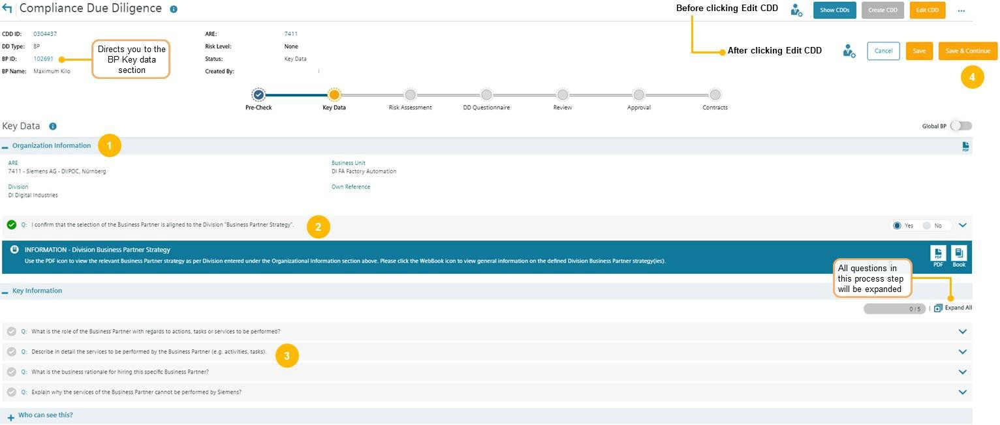 Compliance Due Diligence
Before clicking Edit CDD
Show CDDs
Create CDD
Edit CDD
...
CDD ID: 0304437
DD Type: BP
BP ID: 102691
BP Name: Maximum Kilo
Directs you to the
BP Key data
section
ARE: 7411
Risk Level: None
Status: Key Data
Created By:
After clicking Edit CDD
Cancel
Save
Save & Continue
4
Pre-Check
Key Data
Risk Assessment
DD Questionnaire
Review
Approval
Contracts
Key Data
Global BP
Organization Information
1
PDF
ARE
7411 - Siemens AG - DI/POC, Nürnberg
Business Unit
DI FA Factory Automation
Division
DI Digital Industries
Own Reference
Q: I confirm that the selection of the Business Partner is aligned to the Division "Business Partner Strategy".
2
Yes
No
INFORMATION - Division Business Partner Strategy
Use the PDF icon to view the relevant Business Partner strategy as per Division entered under the Organizational Information section above. Please click the WebBook icon to view general information on the defined Division Business Partner strategy(ies).
PDF
PDF
Book
All questions in
this process step
will be expanded
Key Information
0 / 5
Expand All
Q: What is the role of the Business Partner with regards to actions, tasks or services to be performed?
Q: Describe in detail the services to be performed by the Business Partner (e.g. activities, tasks).
3
Q: What is the business rationale for hiring this specific Business Partner?
Q: Explain why the services of the Business Partner cannot be performed by Siemens?
Who can see this?